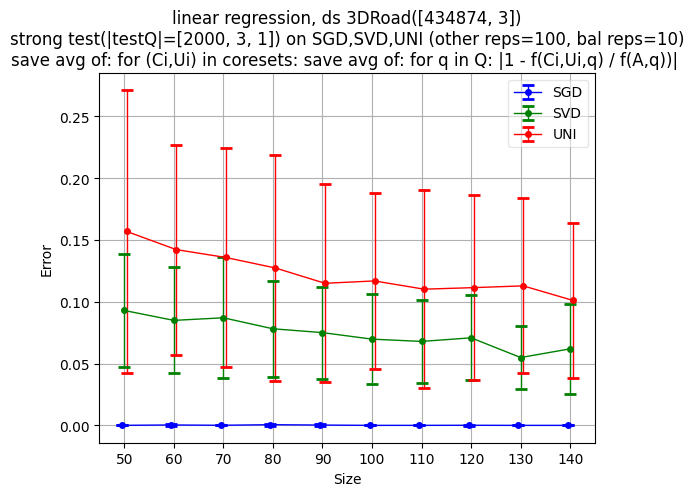 linear regression, ds 3DRoad([434874, 3])
strong test(|testQ|=[2000, 3, 1]) on SGD,SVD,UNI (other reps=100, bal reps=10)
save avg of: for (Ci,Ui) in coresets: save avg of: for q in Q: |1 - f(Ci,Ui,q) / f(A,q))|
SGD
SVD
UNI
Error
0.25
0.20
0.15
0.10
0.05
0.00
50 60 70 80 90 100 110 120 130 140
Size